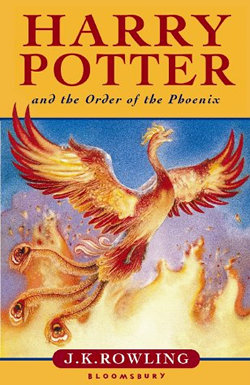 HARRY
POTTER
and the Order of the Phoenix
J.K.ROWLING
BLOOMSBURY